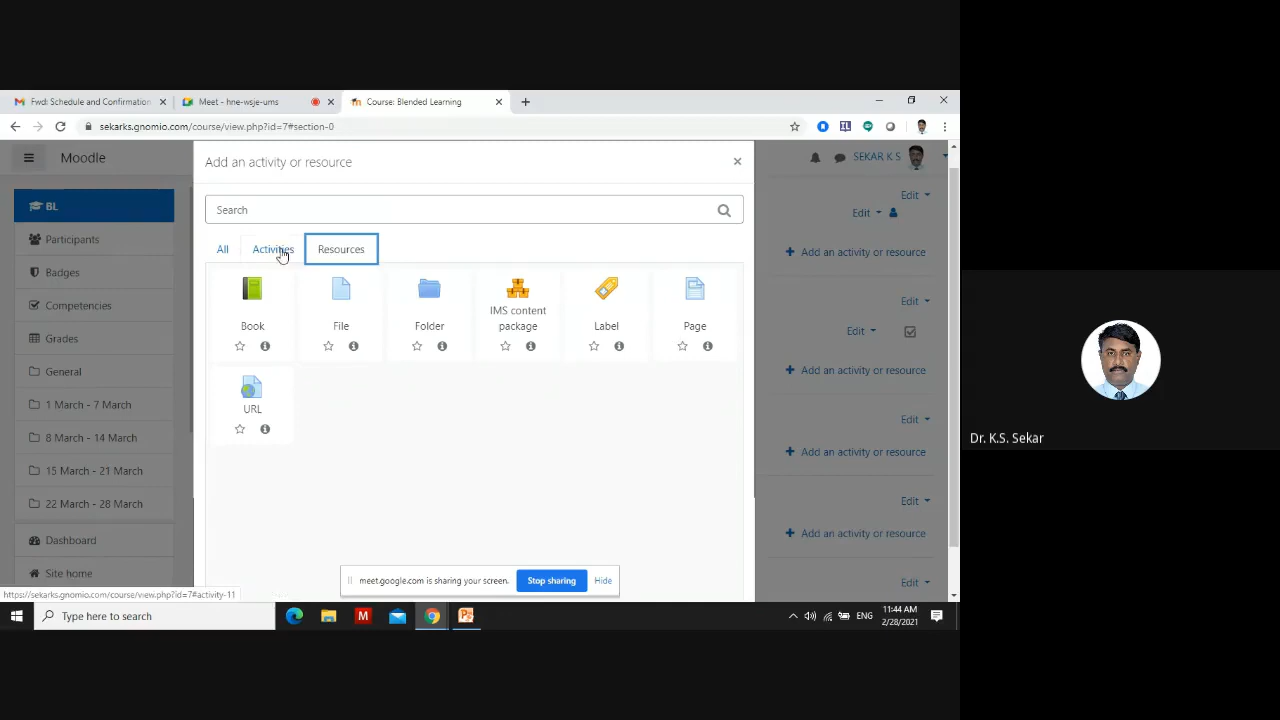 Fwd: Schedule and Confirmation
Meet - hne-wsje-ums
Course: Blended Learning
sekarks.gnomio.com/course/view.php?id=7#section-0
Moodle
Add an activity or resource
SEKAR K S
Search
BL
Edit
Edit
All
Activities
Resources
Participants
Add an activity or resource
Badges
Competencies
Edit
Book
File
Folder
IMS content
package
Label
Page
Edit
Grades
General
Add an activity or resource
1 March - 7 March
URL
Edit
8 March - 14 March
Add an activity or resource
15 March - 21 March
22 March - 28 March
Edit
Add an activity or resource
Dashboard
Site home
meet.google.com is sharing your screen.
Stop sharing
Hide
Edit
https://sekarks.gnomio.com/course/view.php?id=7#activity-11
Type here to search
M
ENG
11:44 AM
2/28/2021
Dr. K.S. Sekar